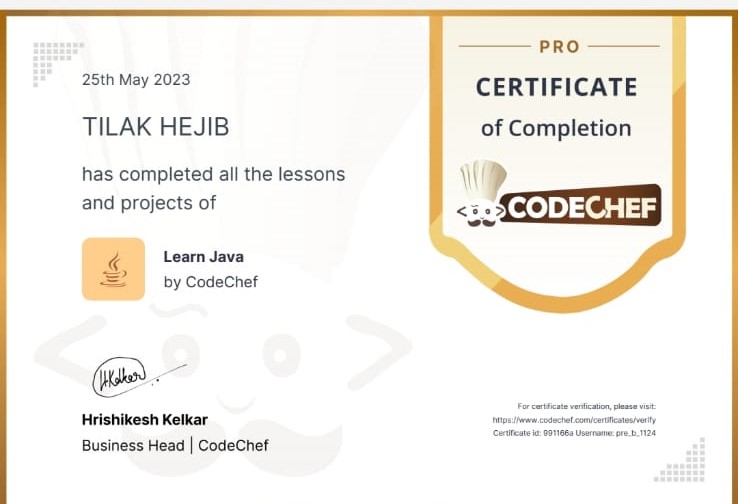 25th May 2023
TILAK HEJIB
has completed all the lessons
and projects of
Learn Java
by CodeChef
HKelkar
Hrishikesh Kelkar
Business Head | CodeChef
PRO
CERTIFICATE
of Completion
CODECHEF
For certificate verification, please visit:
https://www.codechef.com/certificates/verify
Certificate id: 991166a Username: pre_b_1124